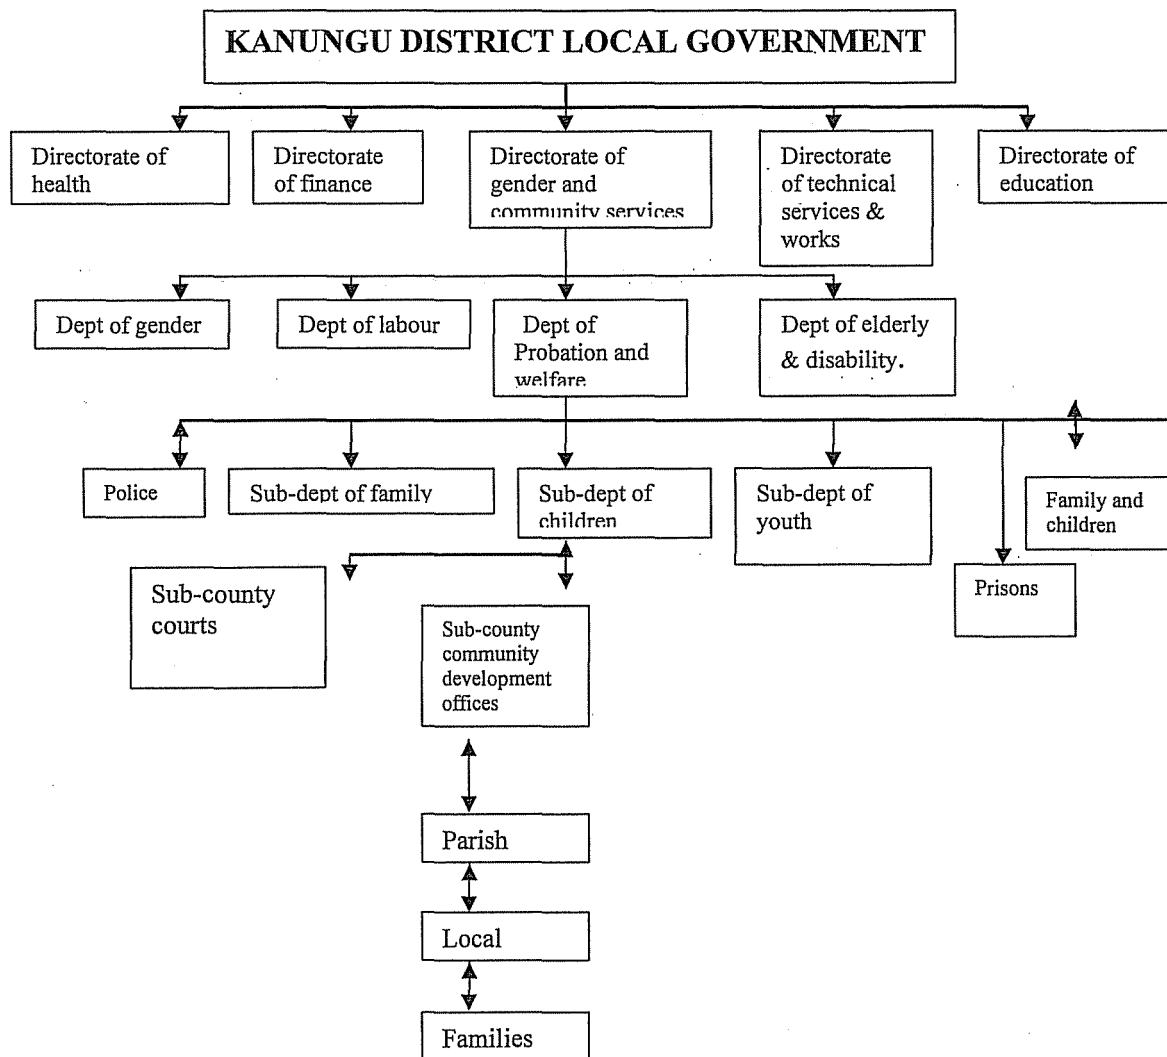 KANUNGU DISTRICT LOCAL GOVERNMENT
Directorate of
health
Directorate
of finance
Directorate of
gender and
community services
Directorate
of technical
services &
works
Directorate of
education
Dept of gender
Dept of labour
Dept of
Probation and
welfare
Dept of elderly
& disability.
Police
Sub-dept of family
Sub-dept of
children
Sub-dept of
youth
Family and
children
Prisons
Sub-county
courts
Sub-county
community
development
offices
Parish
Local
Families